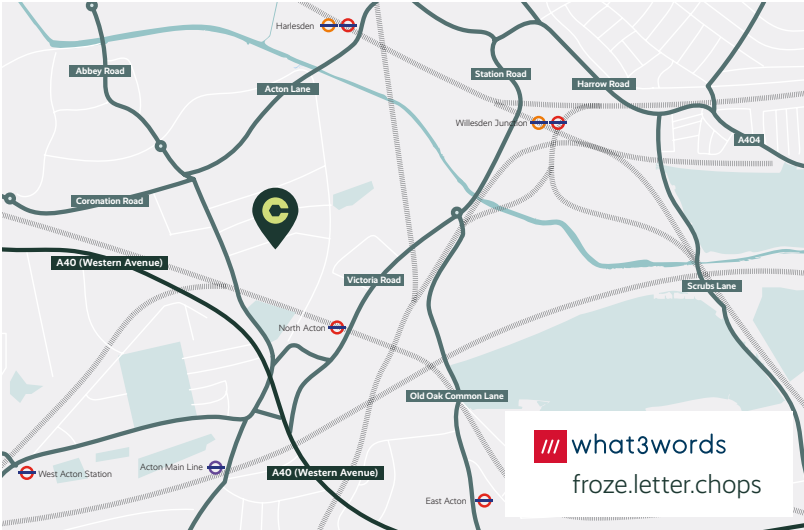 Harlesden
Abbey Road
Acton Lane
Station Road
Harrow Road
Willesden Junction
A404
Coronation Road
C
A40 (Western Avenue)
Victoria Road
Scrubs Lane
North Acton
Old Oak Common Lane
what3words
froze.letter.chops
West Acton Station
Acton Main Line
A40 (Western Avenue)
East Acton